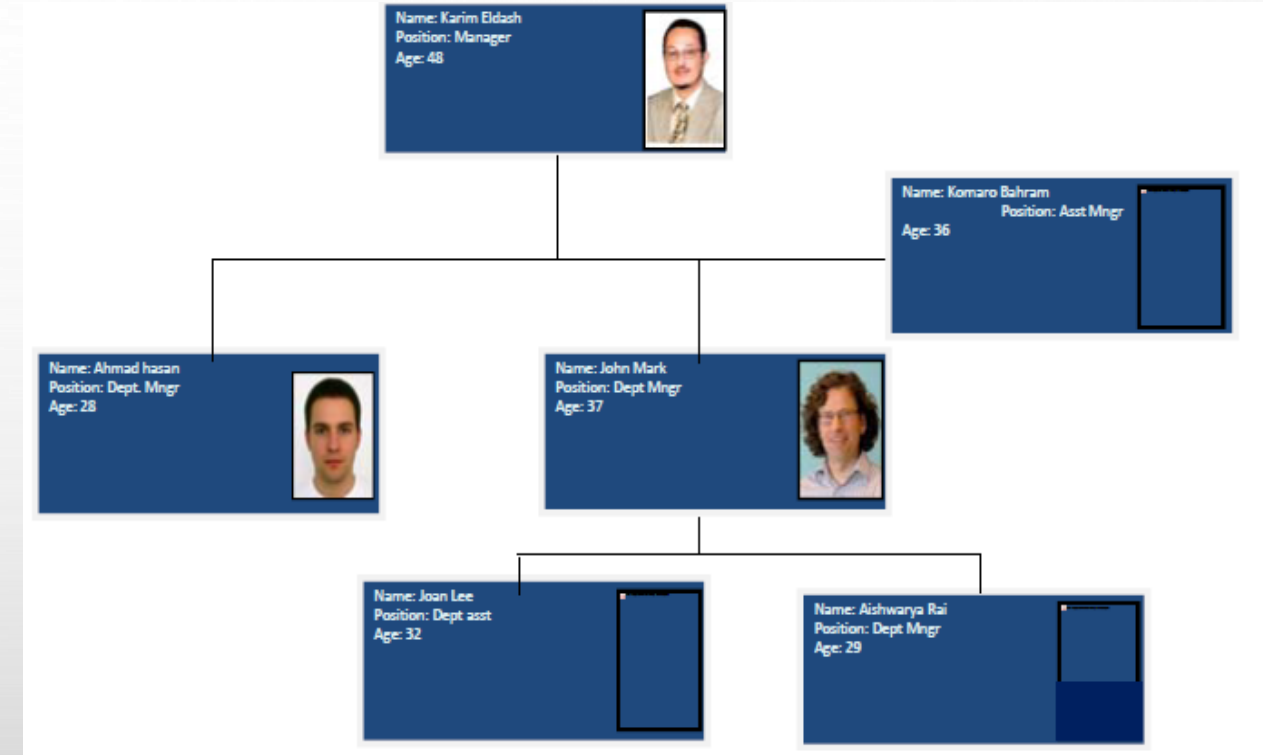 Name: Karim Eldash
Position: Manager
Age: 48
Name: Komaro Bahram
Position: Asst Mngr
Age: 36
Name: Ahmad hasan
Position: Dept. Mngr
Age: 28
Name: John Mark
Position: Dept Mngr
Age: 37
Name: Joan Lee
Position: Dept asst
Age: 32
Name: Aishwarya Rai
Position: Dept Mngr
Age: 29